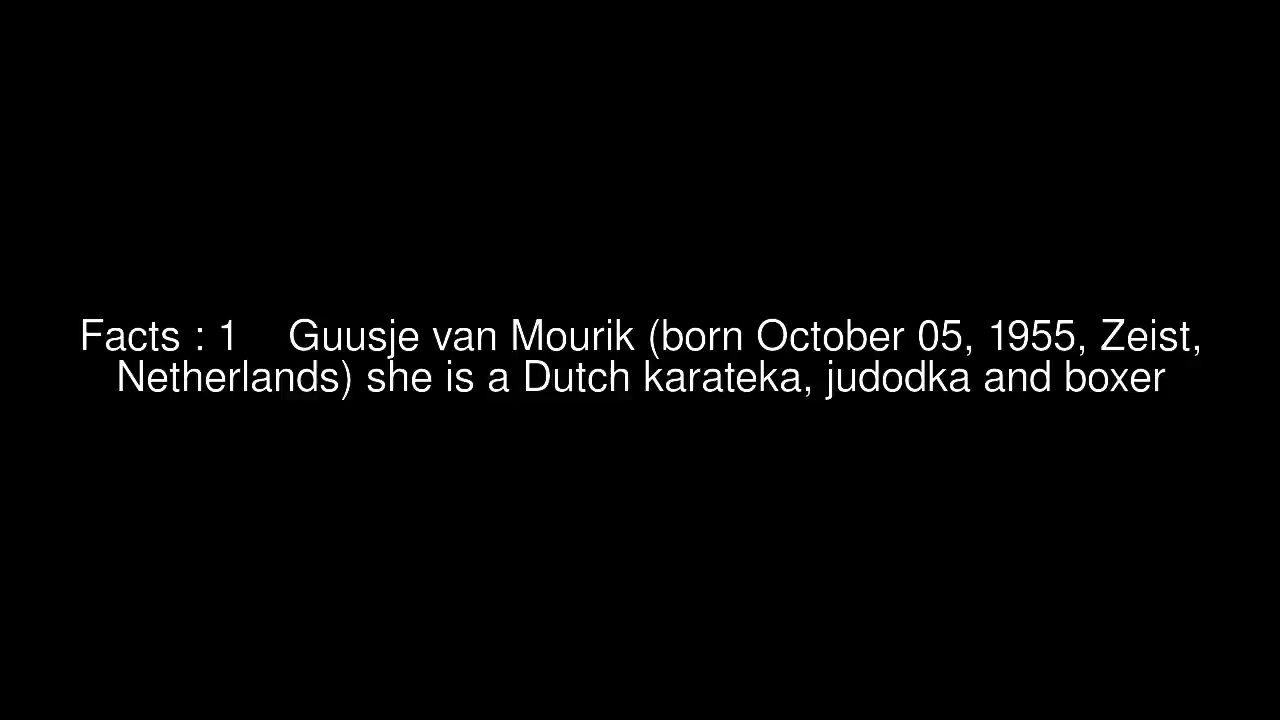 Facts : 1    Guusje van Mourik (born October 05, 1955, Zeist,
Netherlands) she is a Dutch karateka, judodka and boxer